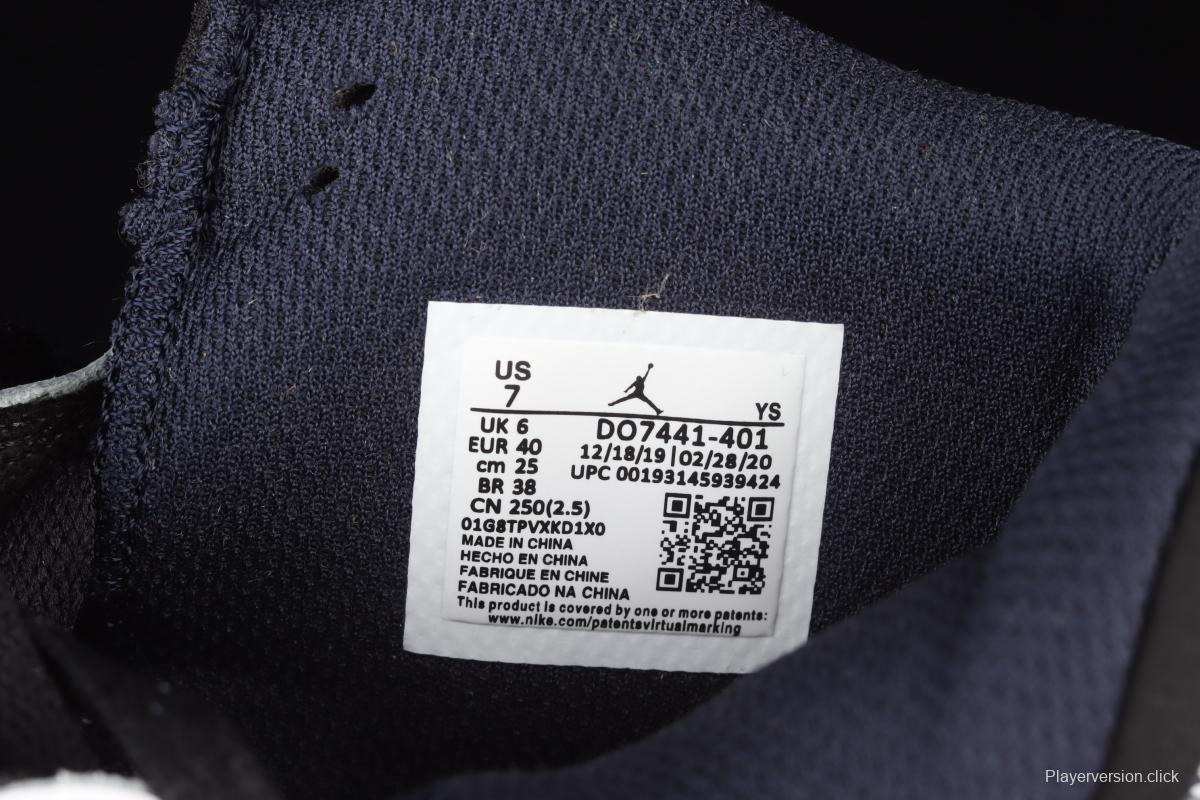 US
7
YS
UK 6
EUR 40
cm 25
BR 38
CN 250(2.5)
DO7441-401
12/18/19|02/28/20
UPC 00193145939424
01G8TPVXKD1X0
MADE IN CHINA
HECHO EN CHINA
FABRIQUE EN CHINE
FABRICADO NA CHINA
This product is covered by one or more patents:
www.nike.com/patentsvirtualmarking
Playerversion.click